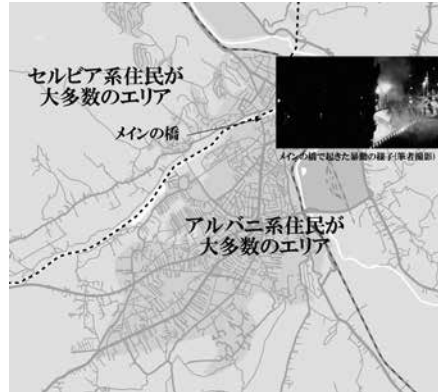 セルビア系住民が
大多数のエリア
メインの橋
メインの橋で起きた暴動の様子(筆者撮影)
アルバニ系住民が
大多数のエリア